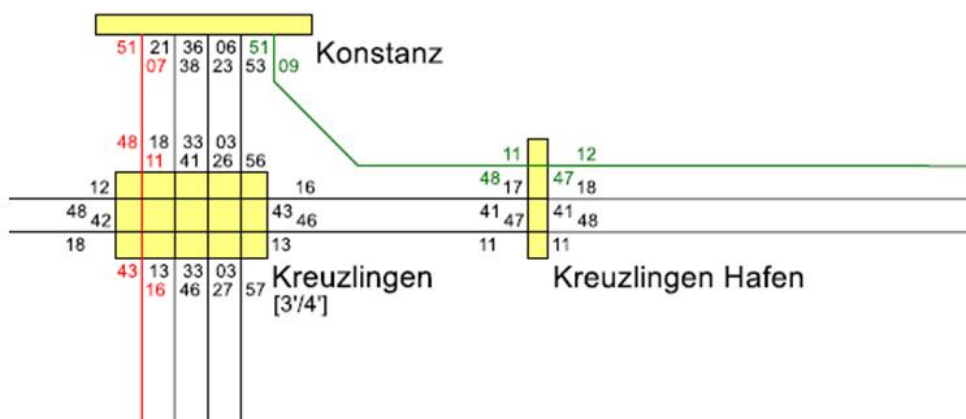 51 21 36 06 51
Konstanz
07 38 23 53 09
48 18 33 03
11 41 26 56
11 12
12 16
48 17 47 18
48 42 43 46
41 47 41 48
18 13
11 11
43 13 33 03
Kreuzlingen
Kreuzlingen Hafen
16 46 27 57
[3'/4']